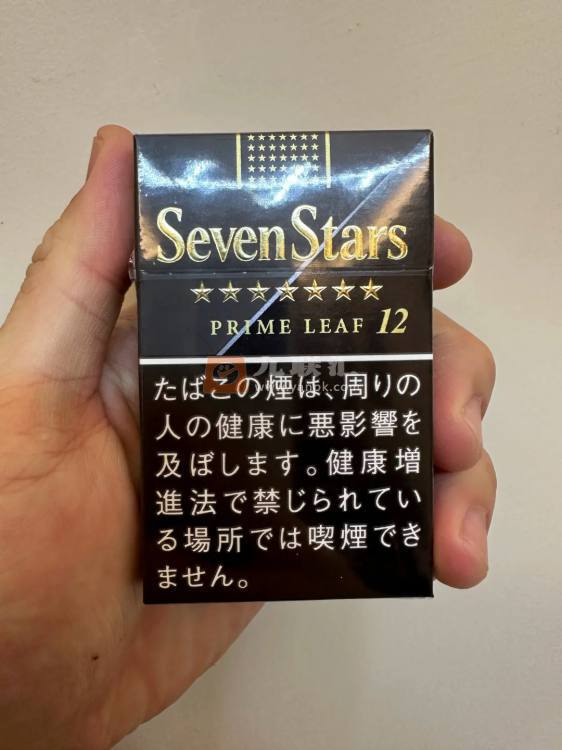 Seven Stars
PRIME LEAF 12
たばこの煙は、周りの
人の健康に悪影響を
及ぼします。健康増
進法で禁じられてい
る場所では喫煙でき
ません。